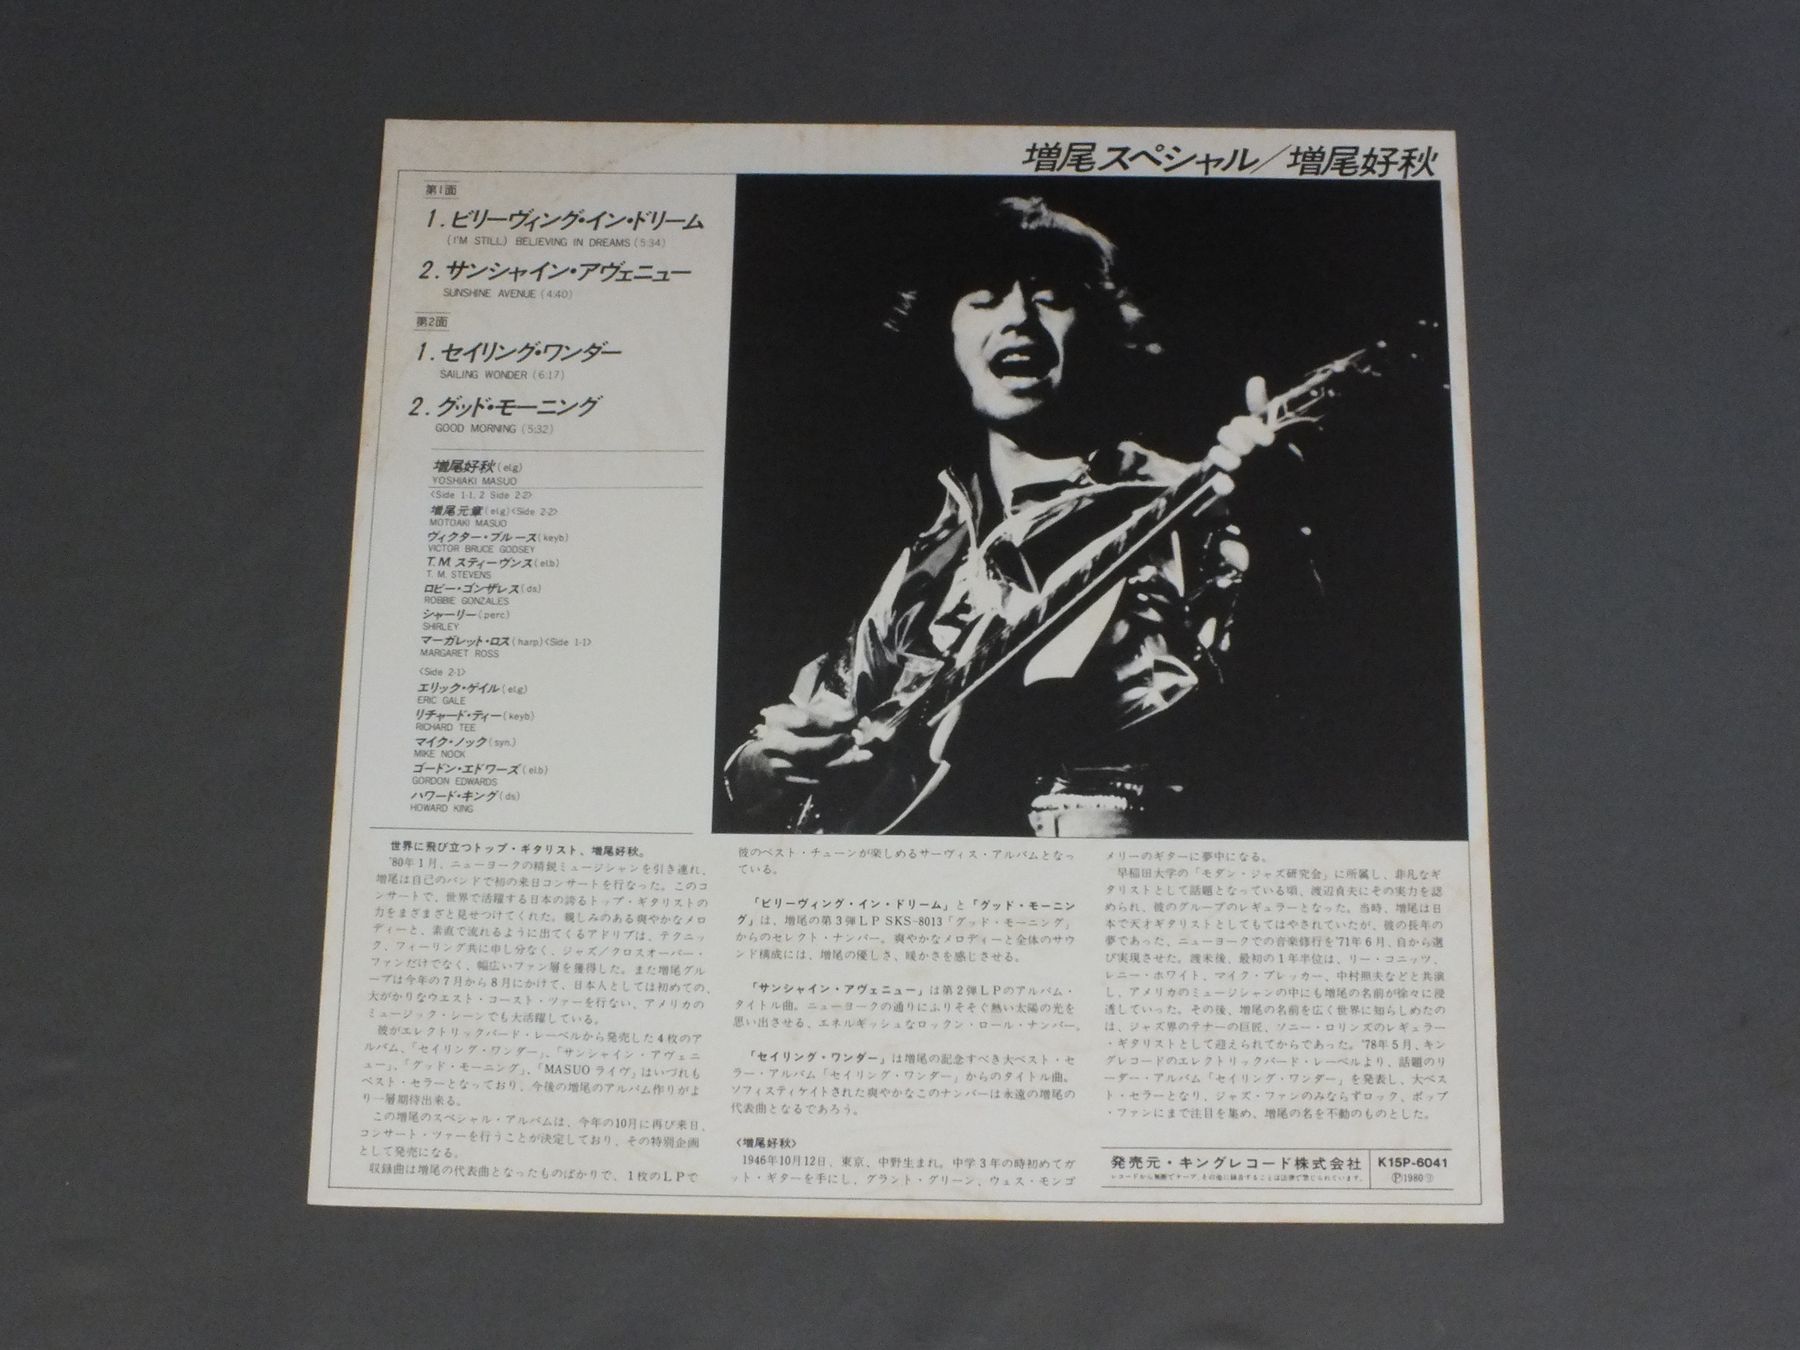 増尾スペシャル／増尾好秋
第1面
1. ビリーヴィング・イン・ドリーム
(I'M STILL) BELIEVING IN DREAMS (5:34)
2. サンシャイン・アヴェニュー
SUNSHINE AVENUE (4:40)
第2面
1. セイリング・ワンダー
SAILING WONDER (6:17)
2. グッド・モーニング
GOOD MORNING (5:32)
増尾好秋(el.g)
YOSHIAKI MASUO
<Side 1-1, 2 Side 2-2>
増尾元章(el.g)<Side 2-2>
MOTOAKI MASUO
ヴィクター・ブルース(keyb)
VICTOR BRUCE GODSEY
T.M.スティーヴンス(el.b)
T. M. STEVENS
ロビー・ゴンザレス(ds)
ROBBIE GONZALES
シャーリー(perc)
SHIRLEY
マーガレット・ロス(harp)<Side 1-1>
MARGARET ROSS
<Side 2-1>
エリック・ゲイル(el.g)
ERIC GALE
リチャード・ティー(keyb)
RICHARD TEE
マイク・ノック(syn.)
MIKE NOCK
ゴードン・エドワーズ(el.b)
GORDON EDWARDS
ハワード・キング(ds)
HOWARD KING
世界に飛び立つトップ・ギタリスト、増尾好秋。
'80年1月、ニューヨークの精鋭ミュージシャンを引き連れ、
増尾は自己のバンドで初の来日コンサートを行なった。このコ
ンサートで、世界で活躍する日本の誇るトップ・ギタリストの
力をまざまざと見せつけてくれた。親しみのある爽やかなメロ
ディーと、素直で流れるように出てくるアドリブは、テクニッ
ク、フィーリング共に申し分なく、ジャズ/クロスオーバー・
ファンだけでなく、幅広いファン層を獲得した。また増尾グル
ープは今年の7月から8月にかけて、日本人としては初めての、
大がかりなウエスト・コースト・ツァーを行ない、アメリカの
ミュージック・シーンでも大活躍している。
彼がエレクトリックバード・レーベルから発売した4枚のア
ルバム、「セイリング・ワンダー」、「サンシャイン・アヴェニ
ュー」、「グッド・モーニング」、「MASUO ライヴ」はいづれも
ベスト・セラーとなっており、今後の増尾のアルバム作りがよ
り一層期待出来る。
この増尾のスペシャル・アルバムは、今年の10月に再び来日、
コンサート・ツァーを行うことが決定しており、その特別企画
として発売になる。
収録曲は増尾の代表曲となったものばかりで、1枚のLPで
彼のベスト・チューンが楽しめるサーヴィス・アルバムとなっ
ている。
「ビリーヴィング・イン・ドリーム」と「グッド・モーニン
グ」は、増尾の第3弾LP SKS-8013「グッド・モーニング」
からのセレクト・ナンバー。爽やかなメロディーと全体のサウ
ンド構成には、増尾の優しさ、暖かさを感じさせる。
「サンシャイン・アヴェニュー」は第2弾LPのアルバム・
タイトル曲。ニューヨークの通りにふりそそぐ熱い太陽の光を
思い出させる、エネルギッシュなロックン・ロール・ナンバー。
「セイリング・ワンダー」は増尾の記念すべき大ベスト・セ
ラー・アルバム「セイリング・ワンダー」からのタイトル曲。
ソフィスティケイトされた爽やかなこのナンバーは永遠の増尾の
代表曲となるであろう。
<増尾好秋>
1946年10月12日、東京、中野生まれ。中学3年の時初めてガ
ット・ギターを手にし、グラント・グリーン、ウェス・モンゴ
メリーのギターに夢中になる。
早稲田大学の「モダン・ジャズ研究会」に所属し、非凡なギ
タリストとして話題となっている頃、渡辺貞夫にその実力を認
められ、彼のグループのレギュラーとなった。当時、増尾は日
本で天才ギタリストとしてもてはやされていたが、彼の長年の
夢であった、ニューヨークでの音楽修行を'71年6月、自から選
び実現させた。渡米後、最初の1年半位は、リー・コニッツ、
レニー・ホワイト、マイク・ブレッカー、中村照夫などと共演
し、アメリカのミュージシャンの中にも増尾の名前が徐々に浸
透していった。その後、増尾の名前を広く世界に知らしめたの
は、ジャズ界のテナーの巨匠、ソニー・ロリンズのレギュラー
・ギタリストとして迎えられてからであった。'78年5月、キン
グレコードのエレクトリックバード・レーベルより、話題のリ
ーダー・アルバム「セイリング・ワンダー」を発表し、大ベス
ト・セラーとなり、ジャズ・ファンのみならずロック、ポップ
・ファンにまで注目を集め、増尾の名を不動のものとした。
発売元・キングレコード株式会社
レコードから無断でテープ、その他に録音することは法律で禁じられています。
K15P-6041
Ⓟ1980